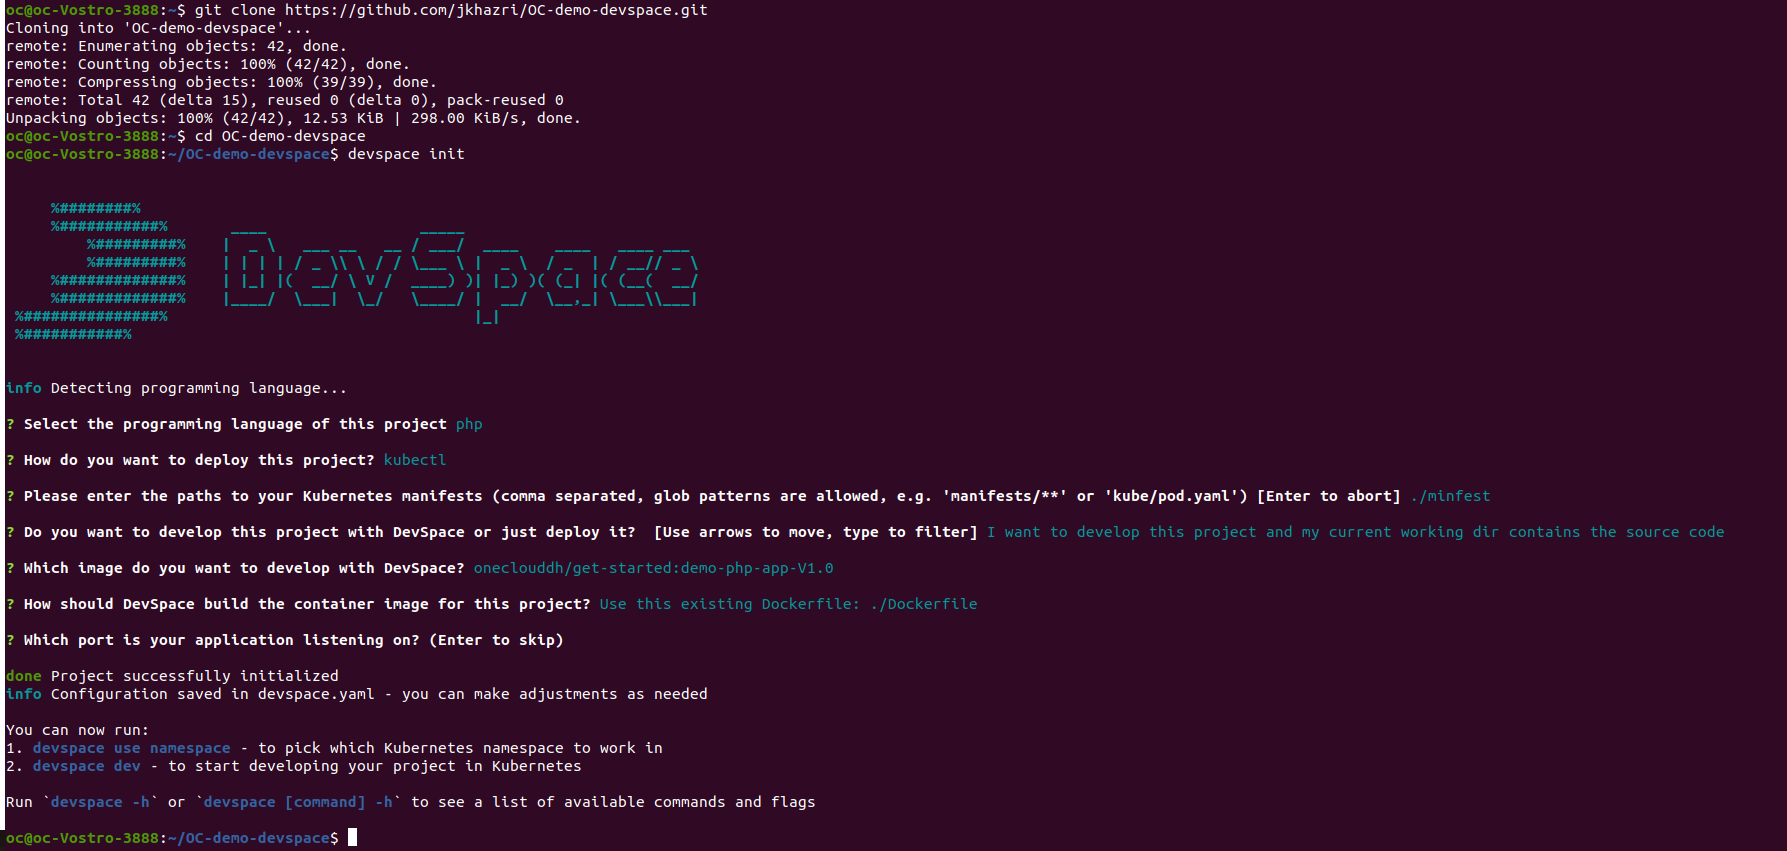 oc@oc-Vostro-3888:~$ git clone https://github.com/jkhazri/OC-demo-devspace.git
Cloning into 'OC-demo-devspace'...
remote: Enumerating objects: 42, done.
remote: Counting objects: 100% (42/42), done.
remote: Compressing objects: 100% (39/39), done.
remote: Total 42 (delta 15), reused 0 (delta 0), pack-reused 0
Unpacking objects: 100% (42/42), 12.53 KiB | 298.00 KiB/s, done.
oc@oc-Vostro-3888:~$ cd OC-demo-devspace
oc@oc-Vostro-3888:~/OC-demo-devspace$ devspace init
DevSpace
info Detecting programming language...
? Select the programming language of this project php
? How do you want to deploy this project? kubectl
? Please enter the paths to your Kubernetes manifests (comma separated, glob patterns are allowed, e.g. 'manifests/**' or 'kube/pod.yaml') [Enter to abort] ./minfest
? Do you want to develop this project with DevSpace or just deploy it?  [Use arrows to move, type to filter] I want to develop this project and my current working dir contains the source code
? Which image do you want to develop with DevSpace? oneclouddh/get-started:demo-php-app-V1.0
? How should DevSpace build the container image for this project? Use this existing Dockerfile: ./Dockerfile
? Which port is your application listening on? (Enter to skip)
done Project successfully initialized
info Configuration saved in devspace.yaml - you can make adjustments as needed
You can now run:
1. devspace use namespace - to pick which Kubernetes namespace to work in
2. devspace dev - to start developing your project in Kubernetes
Run `devspace -h` or `devspace [command] -h` to see a list of available commands and flags
oc@oc-Vostro-3888:~/OC-demo-devspace$